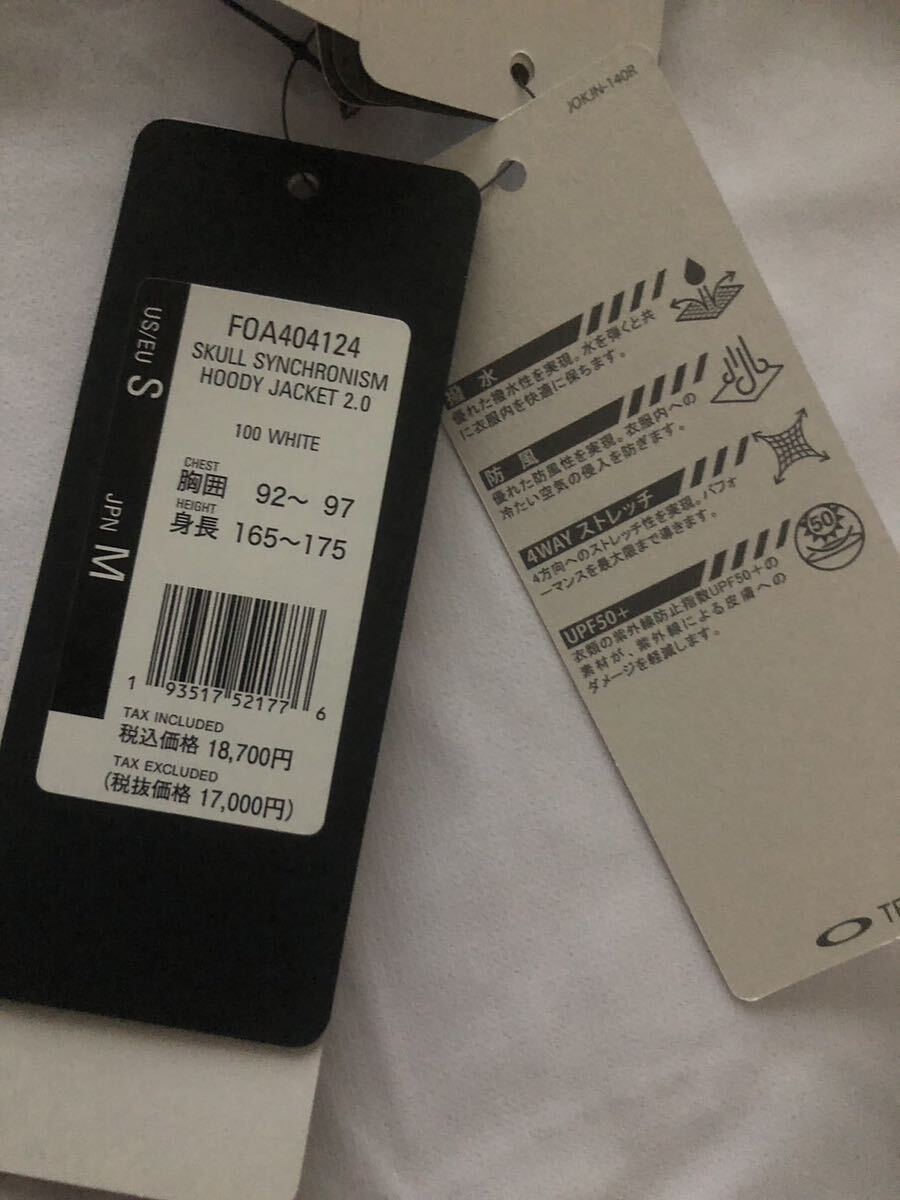 US/EU S
JPN M
FOA404124
SKULL SYNCHRONISM
HOODY JACKET 2.0
100 WHITE
CHEST
胸囲 92〜 97
HEIGHT
身長 165〜175
1 93517 52177 6
TAX INCLUDED
税込価格 18,700円
TAX EXCLUDED
(税抜価格 17,000円)
JOKJN-140R
撥水
優れた撥水性を実現。水を弾くと共
に衣服内を快適に保ちます。
防風
優れた防風性を実現。衣服内への
冷たい空気の侵入を防ぎます。
4WAY ストレッチ
4方向へのストレッチ性を実現。パフォ
ーマンスを最大限まで導きます。
UPF50+
50
衣類の紫外線防止指数UPF50+の
素材が、紫外線による皮膚への
ダメージを軽減します。